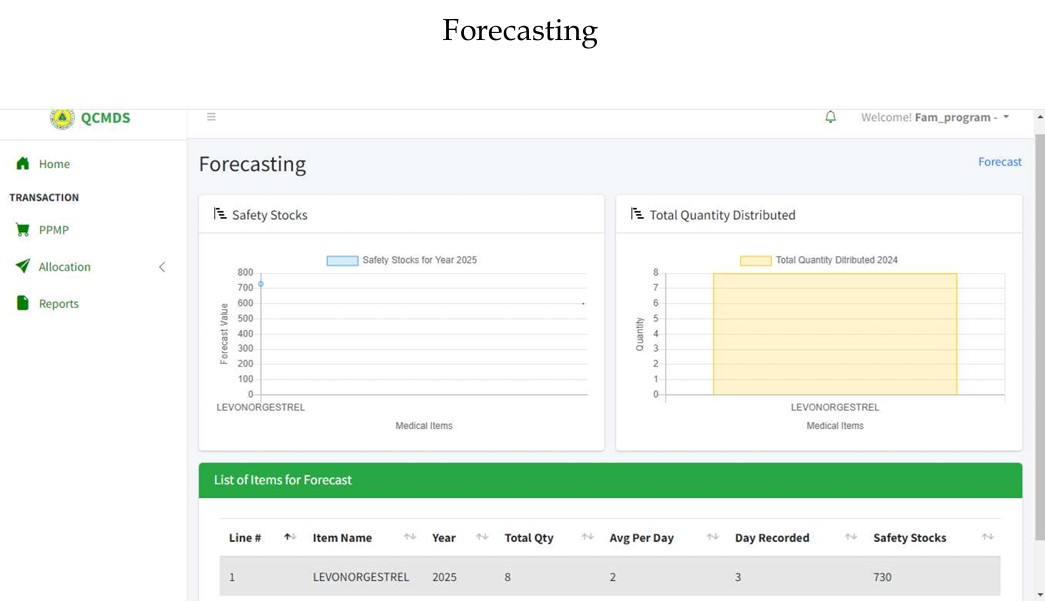 Forecasting
QCMDS
Welcome! Fam_program -
Home
TRANSACTION
PPMP
Allocation
Reports
Forecasting
Forecast
Safety Stocks
Safety Stocks for Year 2025
800
700
600
500
400
300
200
100
0
Forecast Value
LEVONORGESTREL
Medical Items
Total Quantity Distributed
Total Quantity Ditributed 2024
8
7
6
5
4
3
2
1
0
Quantity
LEVONORGESTREL
Medical Items
List of Items for Forecast
Line # Item Name Year Total Qty Avg Per Day Day Recorded Safety Stocks
1 LEVONORGESTREL 2025 8 2 3 730